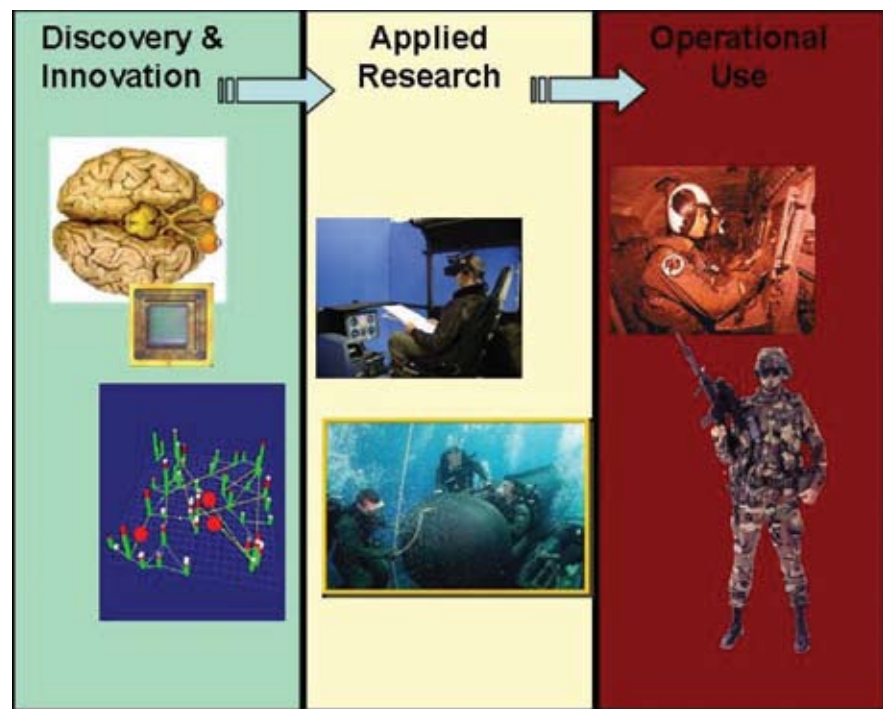 Discovery &
Innovation
Applied
Research
Operational
Use